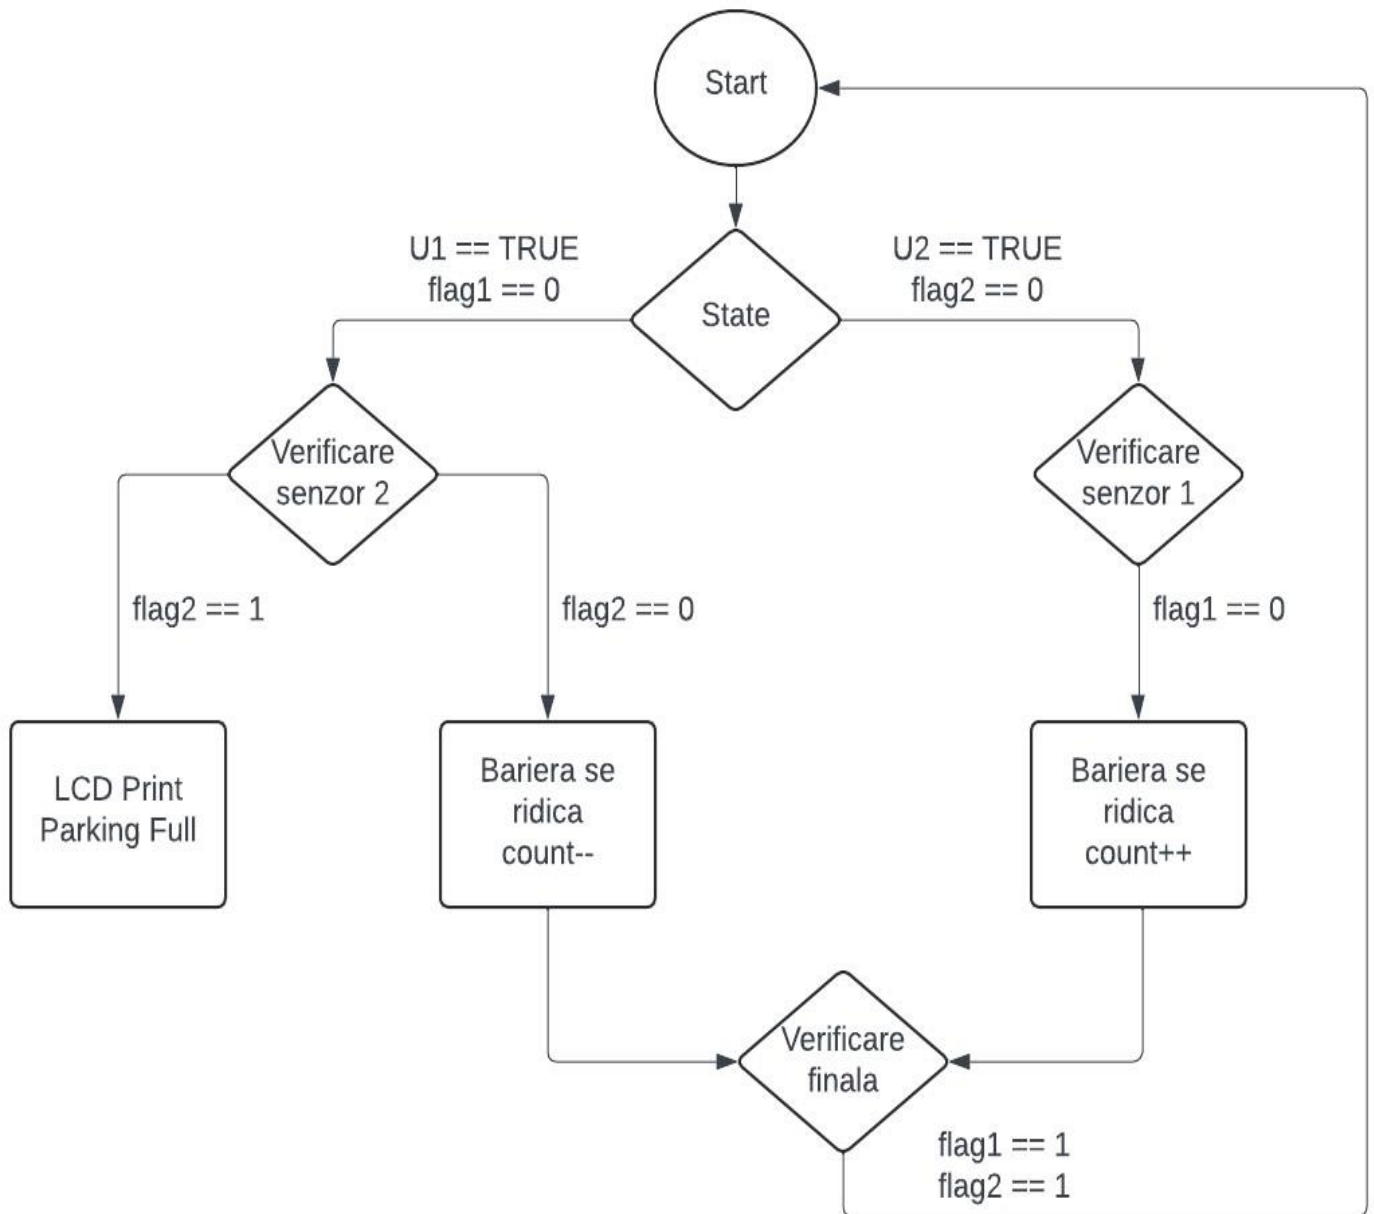 Start
U1 == TRUE
flag1 == 0
U2 == TRUE
flag2 == 0
State
Verificare
senzor 2
Verificare
senzor 1
flag2 == 1
flag2 == 0
flag1 == 0
LCD Print
Parking Full
Bariera se
ridica
count--
Bariera se
ridica
count++
Verificare
finala
flag1 == 1
flag2 == 1